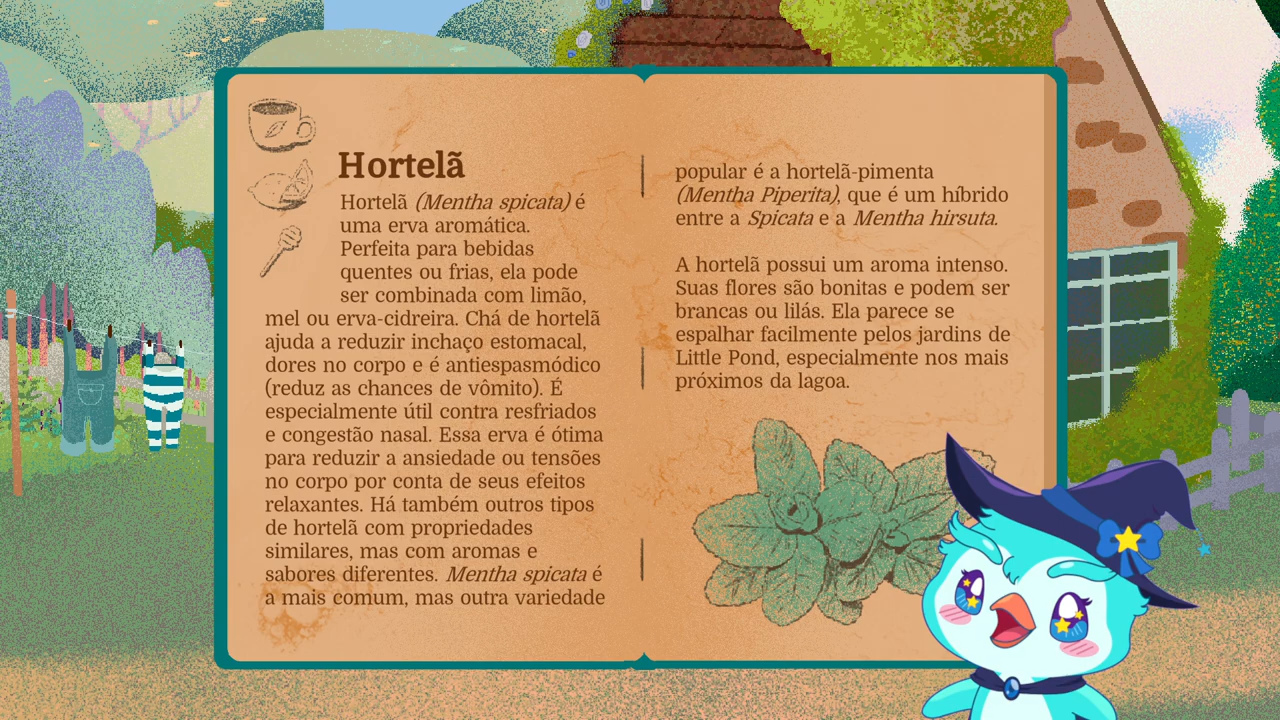 Hortelã
Hortelã (Mentha spicata) é
uma erva aromática.
Perfeita para bebidas
quentes ou frias, ela pode
ser combinada com limão,
mel ou erva-cidreira. Chá de hortelã
ajuda a reduzir inchaço estomacal,
dores no corpo e é antiespasmódico
(reduz as chances de vômito). É
especialmente útil contra resfriados
e congestão nasal. Essa erva é ótima
para reduzir a ansiedade ou tensões
no corpo por conta de seus efeitos
relaxantes. Há também outros tipos
de hortelã com propriedades
similares, mas com aromas e
sabores diferentes. Mentha spicata é
a mais comum, mas outra variedade
popular é a hortelã-pimenta
(Mentha Piperita), que é um híbrido
entre a Spicata e a Mentha hirsuta.
A hortelã possui um aroma intenso.
Suas flores são bonitas e podem ser
brancas ou lilás. Ela parece se
espalhar facilmente pelos jardins de
Little Pond, especialmente nos mais
próximos da lagoa.